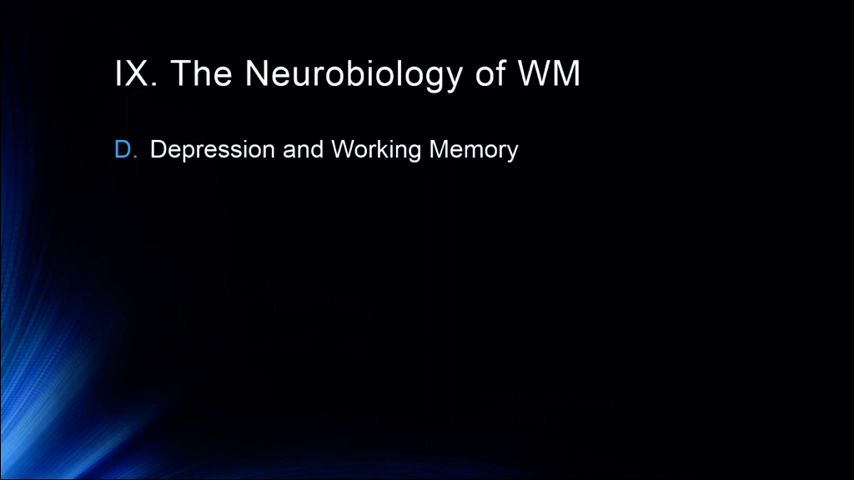 IX. The Neurobiology of WM
D. Depression and Working Memory